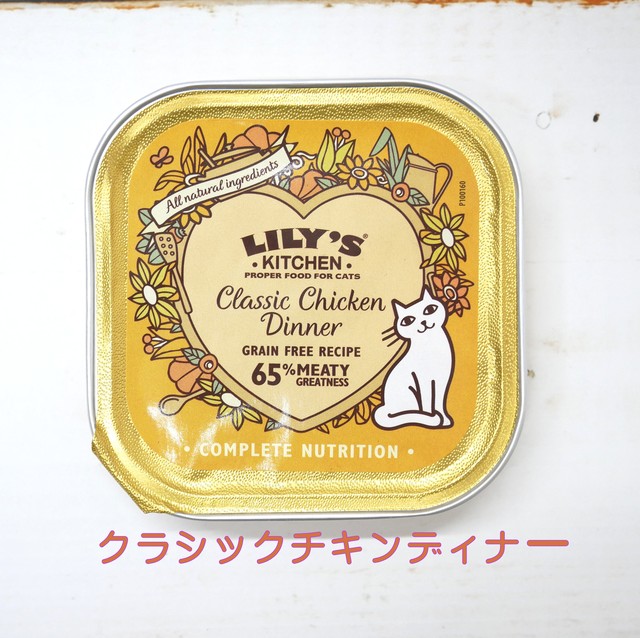 All natural ingredients
P100160
LILY'S®
• KITCHEN •
PROPER FOOD FOR CATS
Classic Chicken
Dinner
GRAIN FREE RECIPE
65% MEATY
GREATNESS
• COMPLETE NUTRITION •
クラシックチキンディナー